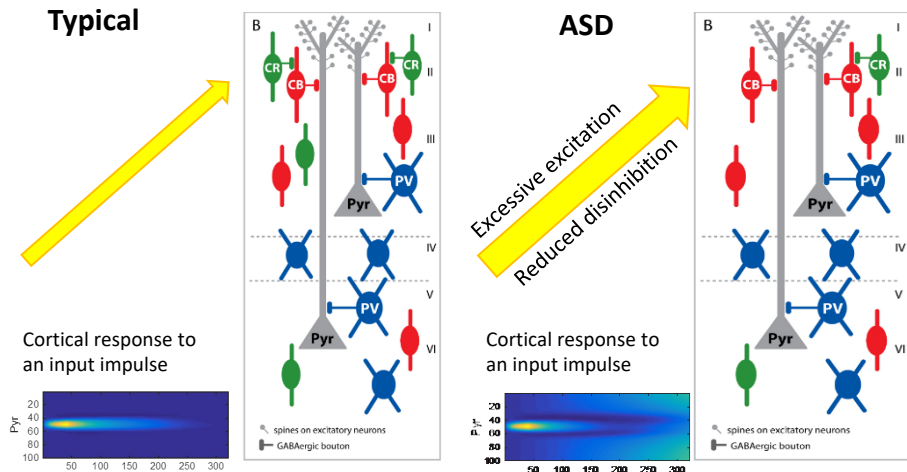 Typical
B
I
CR
CB
CB
CR
II
III
PV
Pyr
IV
V
PV
Pyr
VI
spines on excitatory neurons
GABAergic bouton
Cortical response to
an input impulse
Pyr
20
40
60
80
100
50 100 150 200 250 300
ASD
Excessive excitation
Reduced disinhibition
B
I
CB
CB
CR
II
III
PV
Pyr
IV
V
PV
Pyr
VI
spines on excitatory neurons
GABAergic bouton
Cortical response to
an input impulse
Pyr
20
40
60
80
100
50 100 150 200 250 300